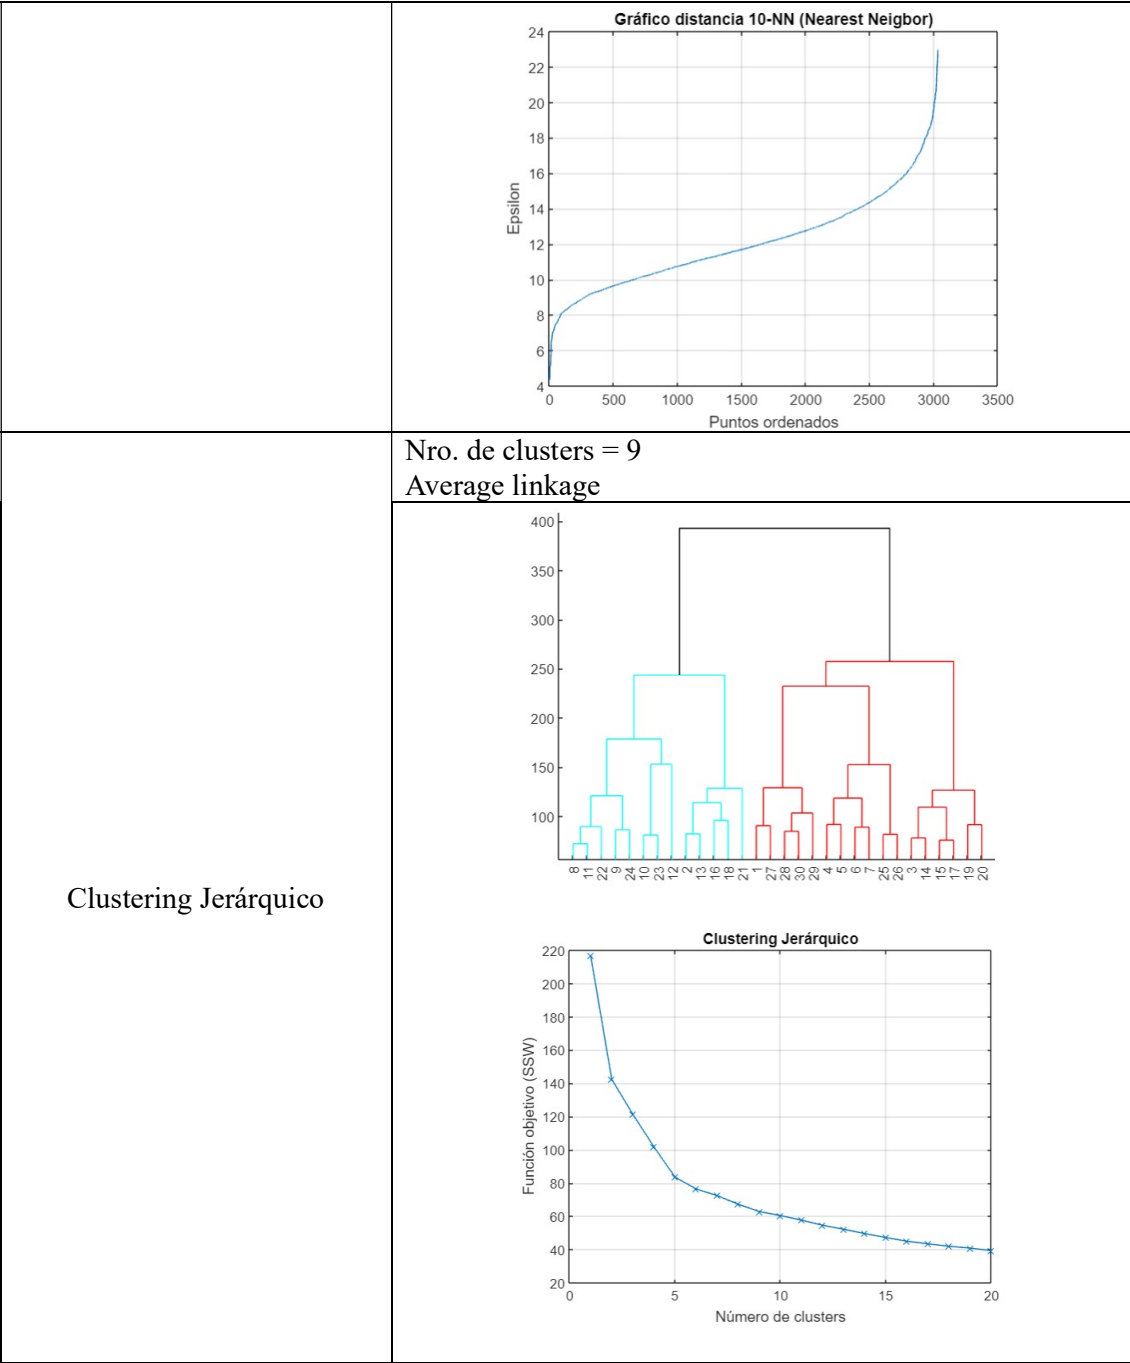 Gráfico distancia 10-NN (Nearest Neigbor)
24
22
20
18
16
14
12
10
8
6
4
Epsilon
0 500 1000 1500 2000 2500 3000 3500
Puntos ordenados
Nro. de clusters = 9
Average linkage
Clustering Jerárquico
400
350
300
250
200
150
100
8 11 22 9 24 10 23 12 2 13 16 18 21 1 27 28 30 29 4 5 6 7 25 26 3 14 15 17 19 20
Clustering Jerárquico
220
200
180
160
140
120
100
80
60
40
20
Función objetivo (SSW)
0 5 10 15 20
Número de clusters